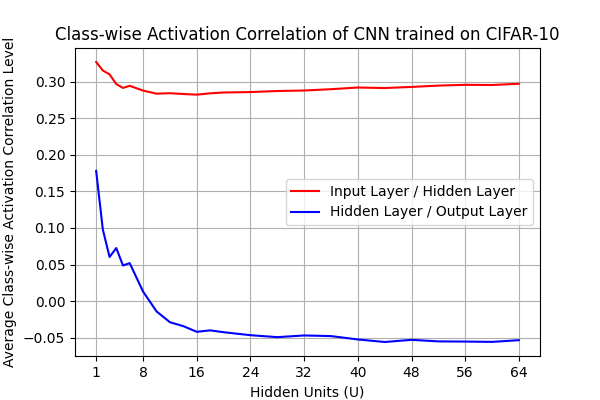 Class-wise Activation Correlation of CNN trained on CIFAR-10
Average Class-wise Activation Correlation Level
0.30
0.25
0.20
0.15
0.10
0.05
0.00
−0.05
Input Layer / Hidden Layer
Hidden Layer / Output Layer
1 8 16 24 32 40 48 56 64
Hidden Units (U)